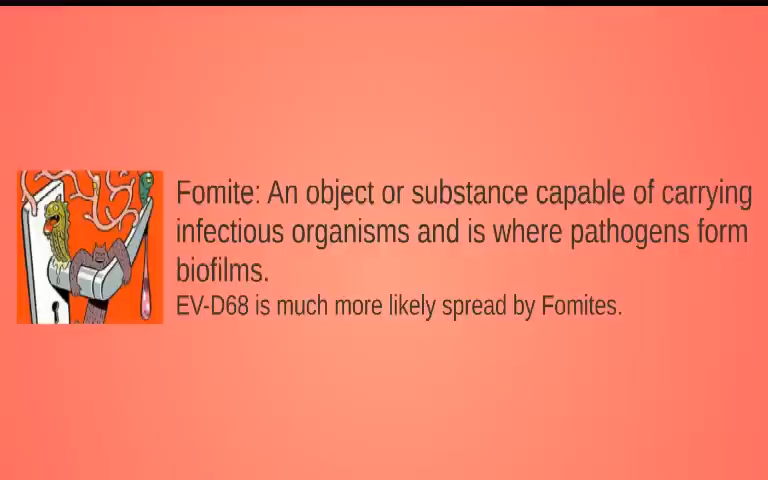 Fomite: An object or substance capable of carrying
infectious organisms and is where pathogens form
biofilms.
EV-D68 is much more likely spread by Fomites.